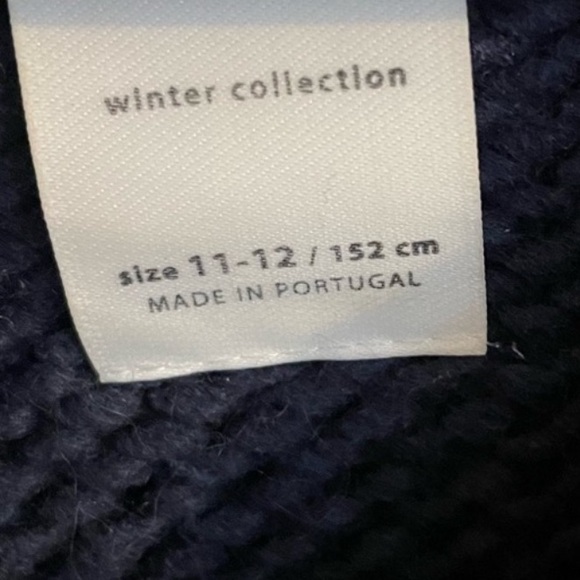 winter collection
size 11-12 / 152 cm
MADE IN PORTUGAL